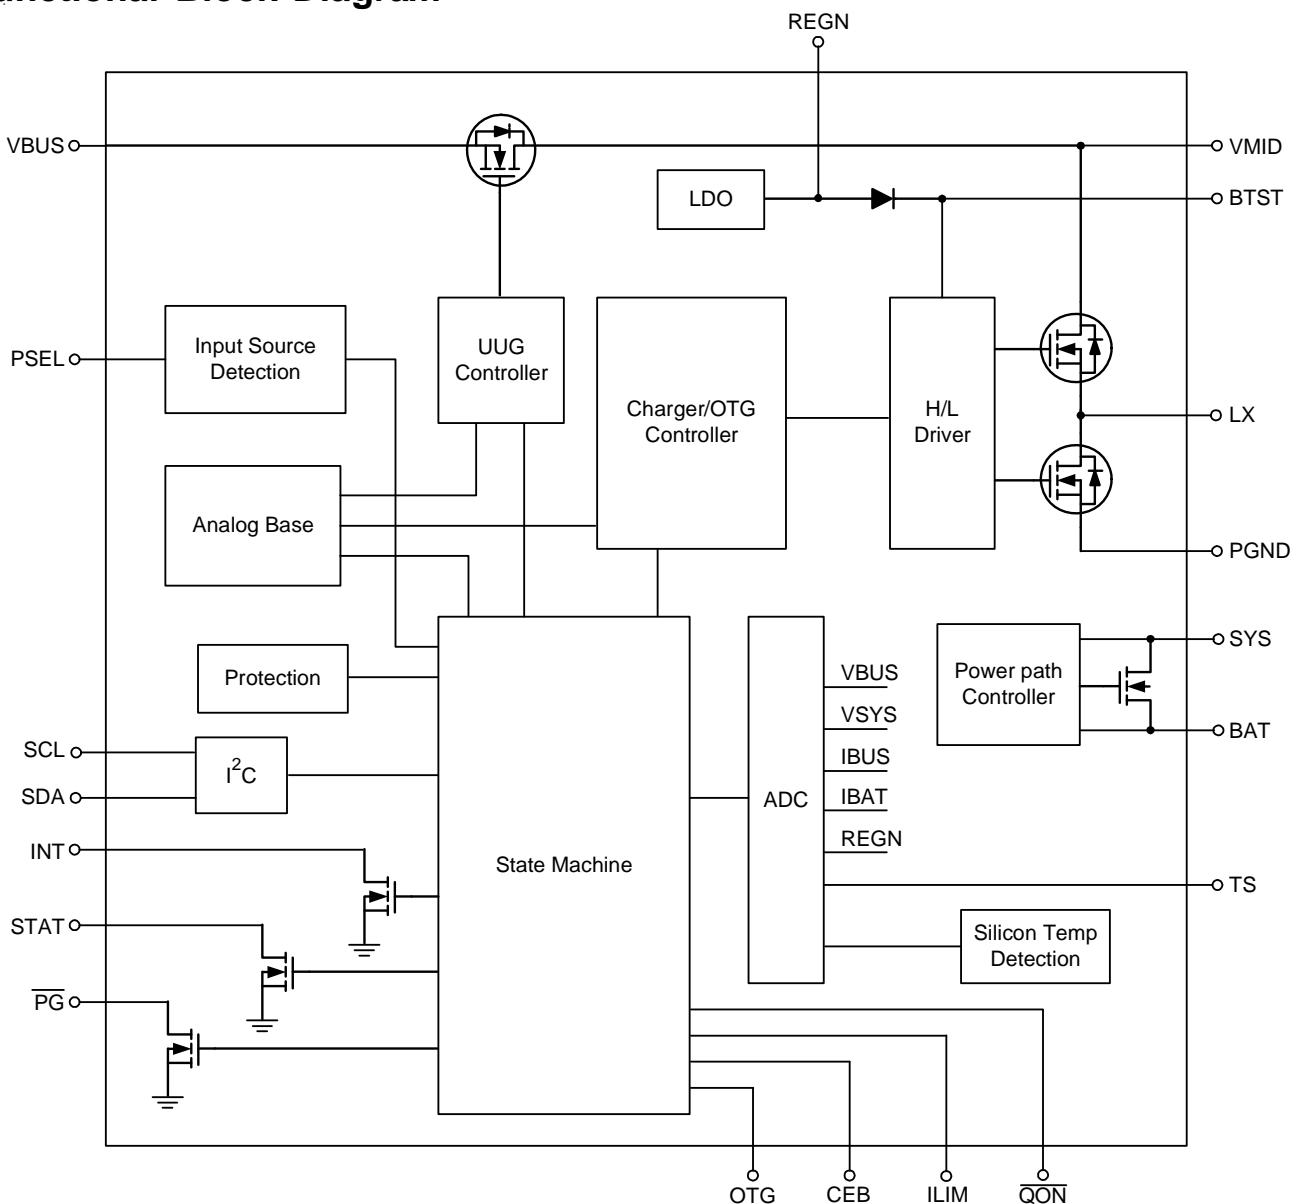 Functional Block Diagram
REGN
VBUS
VMID
LDO
BTST
PSEL
Input Source
Detection
UUG
Controller
Charger/OTG
Controller
H/L
Driver
LX
Analog Base
PGND
Protection
Power path
Controller
SYS
BAT
SCL
SDA
I²C
INT
STAT
P̅G̅
State Machine
ADC
VBUS
VSYS
IBUS
IBAT
REGN
TS
Silicon Temp
Detection
OTG
CEB
ILIM
Q̅O̅N̅